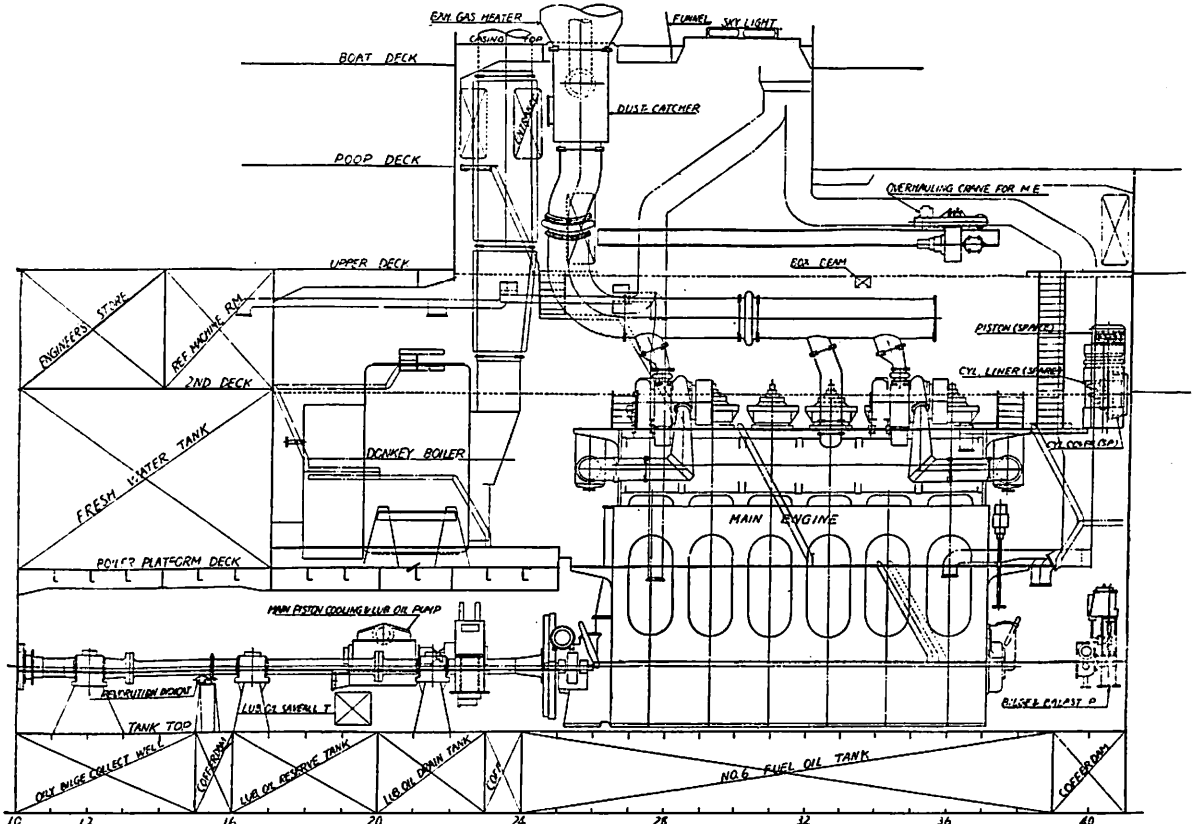 EXH. GAS HEATER
FUNNEL
SKY LIGHT
CASING TOP
BOAT DECK
ENTRANCE
DUST-CATCHER
POOP DECK
OVERHAULING CRANE FOR M.E
UPPER DECK
BOX BEAM
ENGINEERS STORE
REF MACHINE RM.
PISTON (SPARE)
2ND DECK
CYL. LINER (SPARE)
FRESH WATER TANK
DONKEY BOILER
MAIN ENGINE
BOILER PLATFORM DECK
MAIN PISTON COOLING & LUB OIL PUMP
LUB. OIL SAVEALL T
BILGE & BALLAST P
TANK TOP
OILY BILGE COLLECT WELL
COFFERDAM
LUB. OIL RESERVE TANK
LUB. OIL DRAIN TANK
COFF
NO.6 FUEL OIL TANK
COFFERDAM
10 12 16 20 24 28 32 36 40